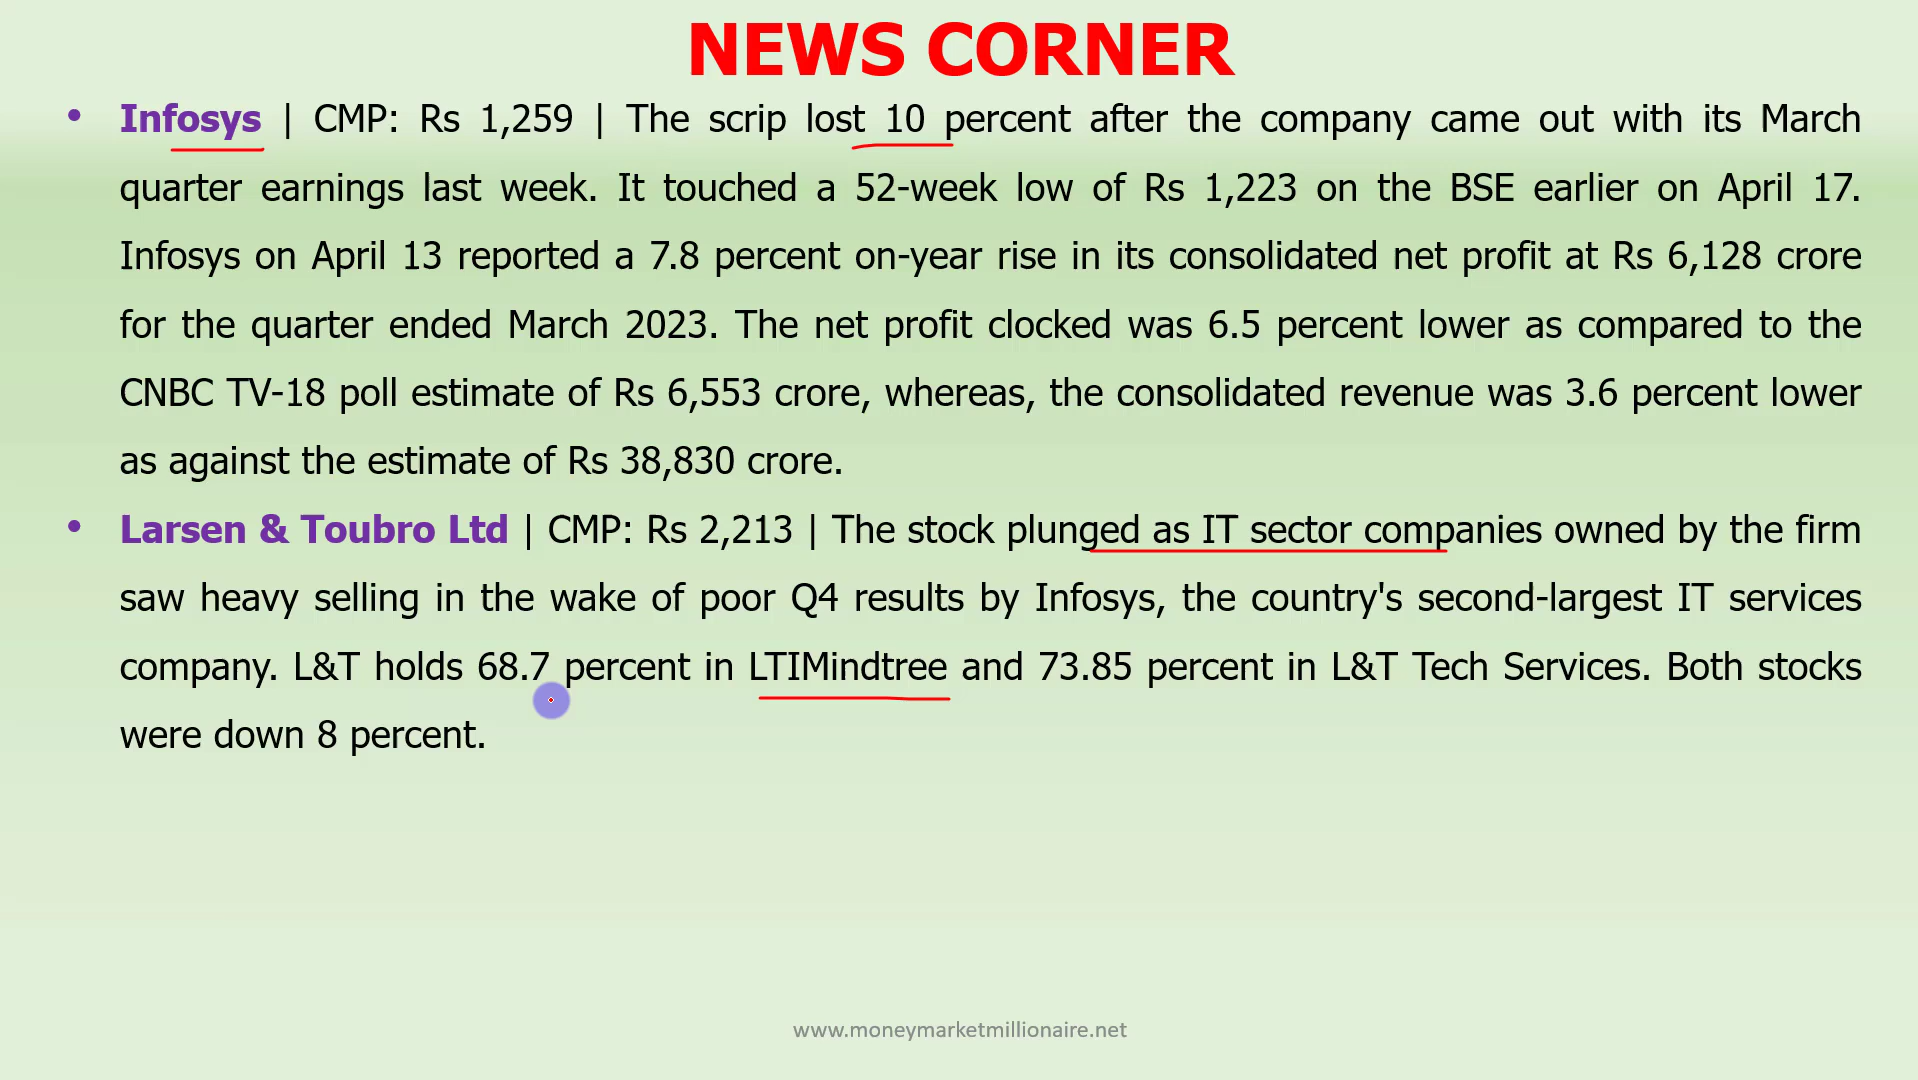 NEWS CORNER
• Infosys | CMP: Rs 1,259 | The scrip lost 10 percent after the company came out with its March
quarter earnings last week. It touched a 52-week low of Rs 1,223 on the BSE earlier on April 17.
Infosys on April 13 reported a 7.8 percent on-year rise in its consolidated net profit at Rs 6,128 crore
for the quarter ended March 2023. The net profit clocked was 6.5 percent lower as compared to the
CNBC TV-18 poll estimate of Rs 6,553 crore, whereas, the consolidated revenue was 3.6 percent lower
as against the estimate of Rs 38,830 crore.
• Larsen & Toubro Ltd | CMP: Rs 2,213 | The stock plunged as IT sector companies owned by the firm
saw heavy selling in the wake of poor Q4 results by Infosys, the country's second-largest IT services
company. L&T holds 68.7 percent in LTIMindtree and 73.85 percent in L&T Tech Services. Both stocks
were down 8 percent.
www.moneymarketmillionaire.net